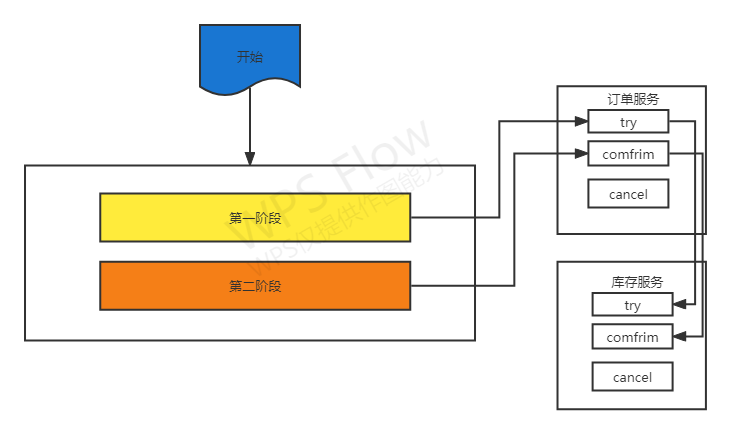 开始
第一阶段
第二阶段
订单服务
try
comfrim
cancel
库存服务
try
comfrim
cancel
WPS Flow
WPS仅提供作图能力